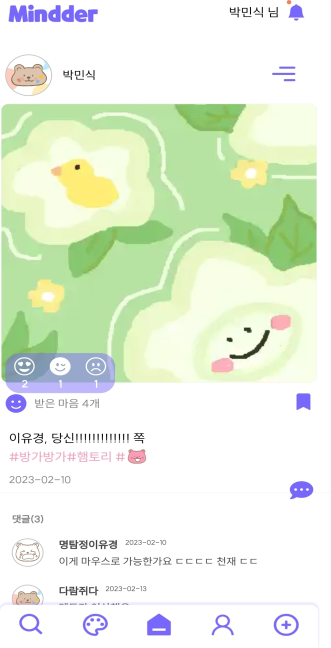 Mindder
박민식 님
박민식
2 1 1
받은 마음 4개
이유경, 당신!!!!!!!!!!!!! 쪽
#방가방가#햄토리 #🐷
2023-02-10
댓글(3)
명탐정이유경 2023-02-10
이게 마우스로 가능한가요 ㄷㄷㄷㄷ 천재 ㄷㄷ
다람쥐다 2023-02-13